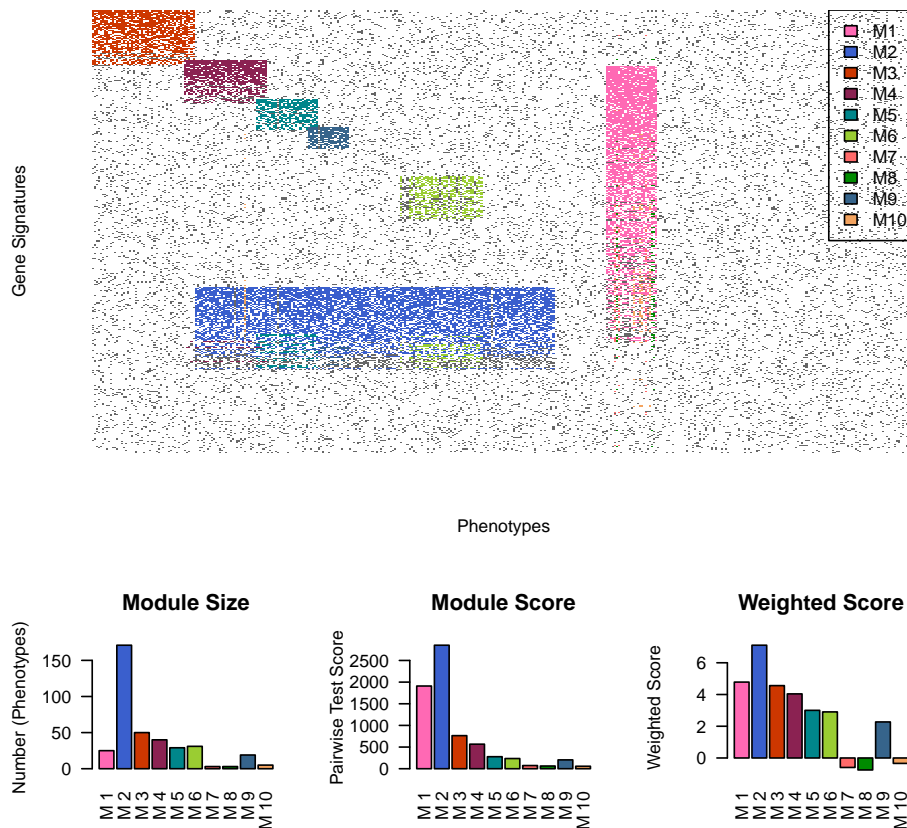 Gene Signatures
M1
M2
M3
M4
M5
M6
M7
M8
M9
M10
Phenotypes
Module Size
Number (Phenotypes)
150
100
50
0
M 1
M 2
M 3
M 4
M 5
M 6
M 7
M 8
M 9
M 10
Module Score
Pairwise Test Score
2500
2000
1500
1000
500
0
M 1
M 2
M 3
M 4
M 5
M 6
M 7
M 8
M 9
M 10
Weighted Score
Weighted Score
6
4
2
0
M 1
M 2
M 3
M 4
M 5
M 6
M 7
M 8
M 9
M 10